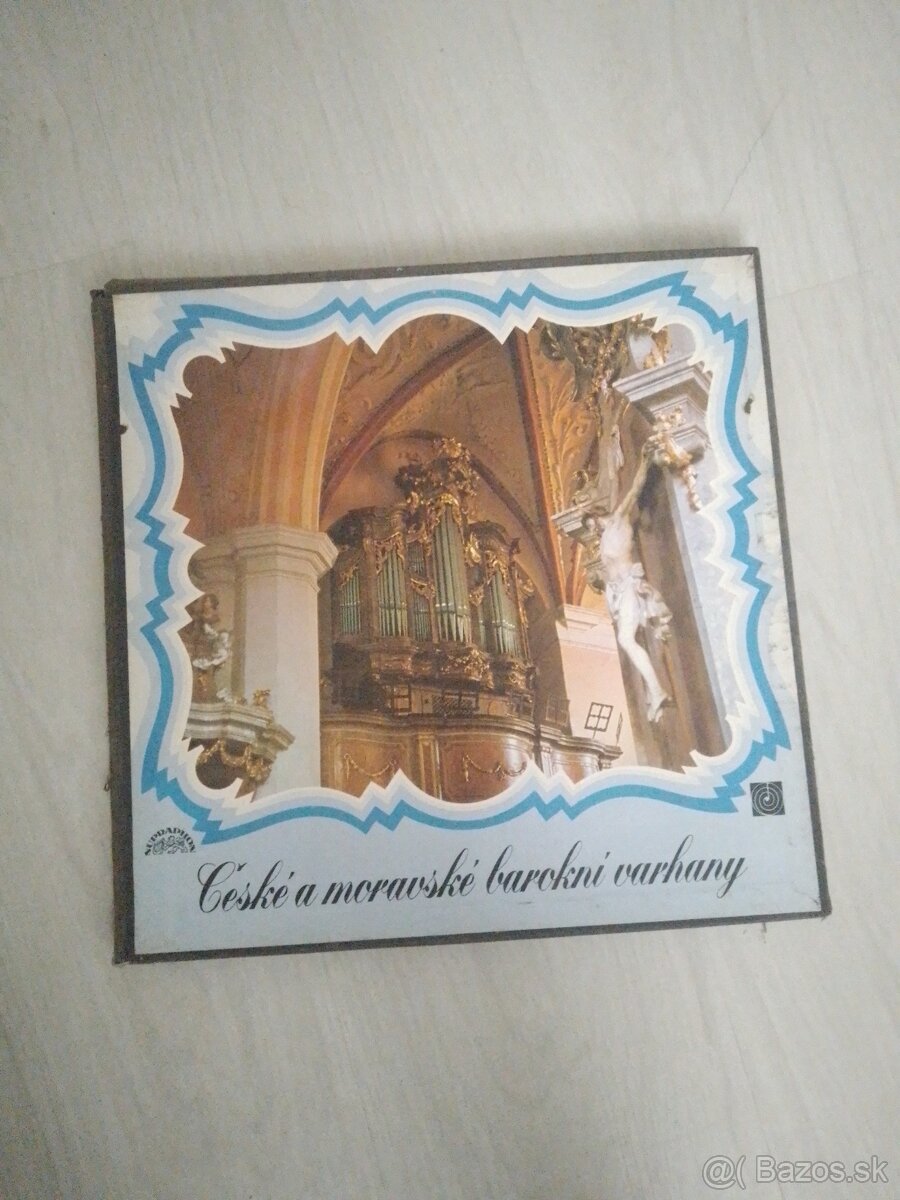 SUPRAPHON
České a moravské barokní varhany
@( Bazos.sk